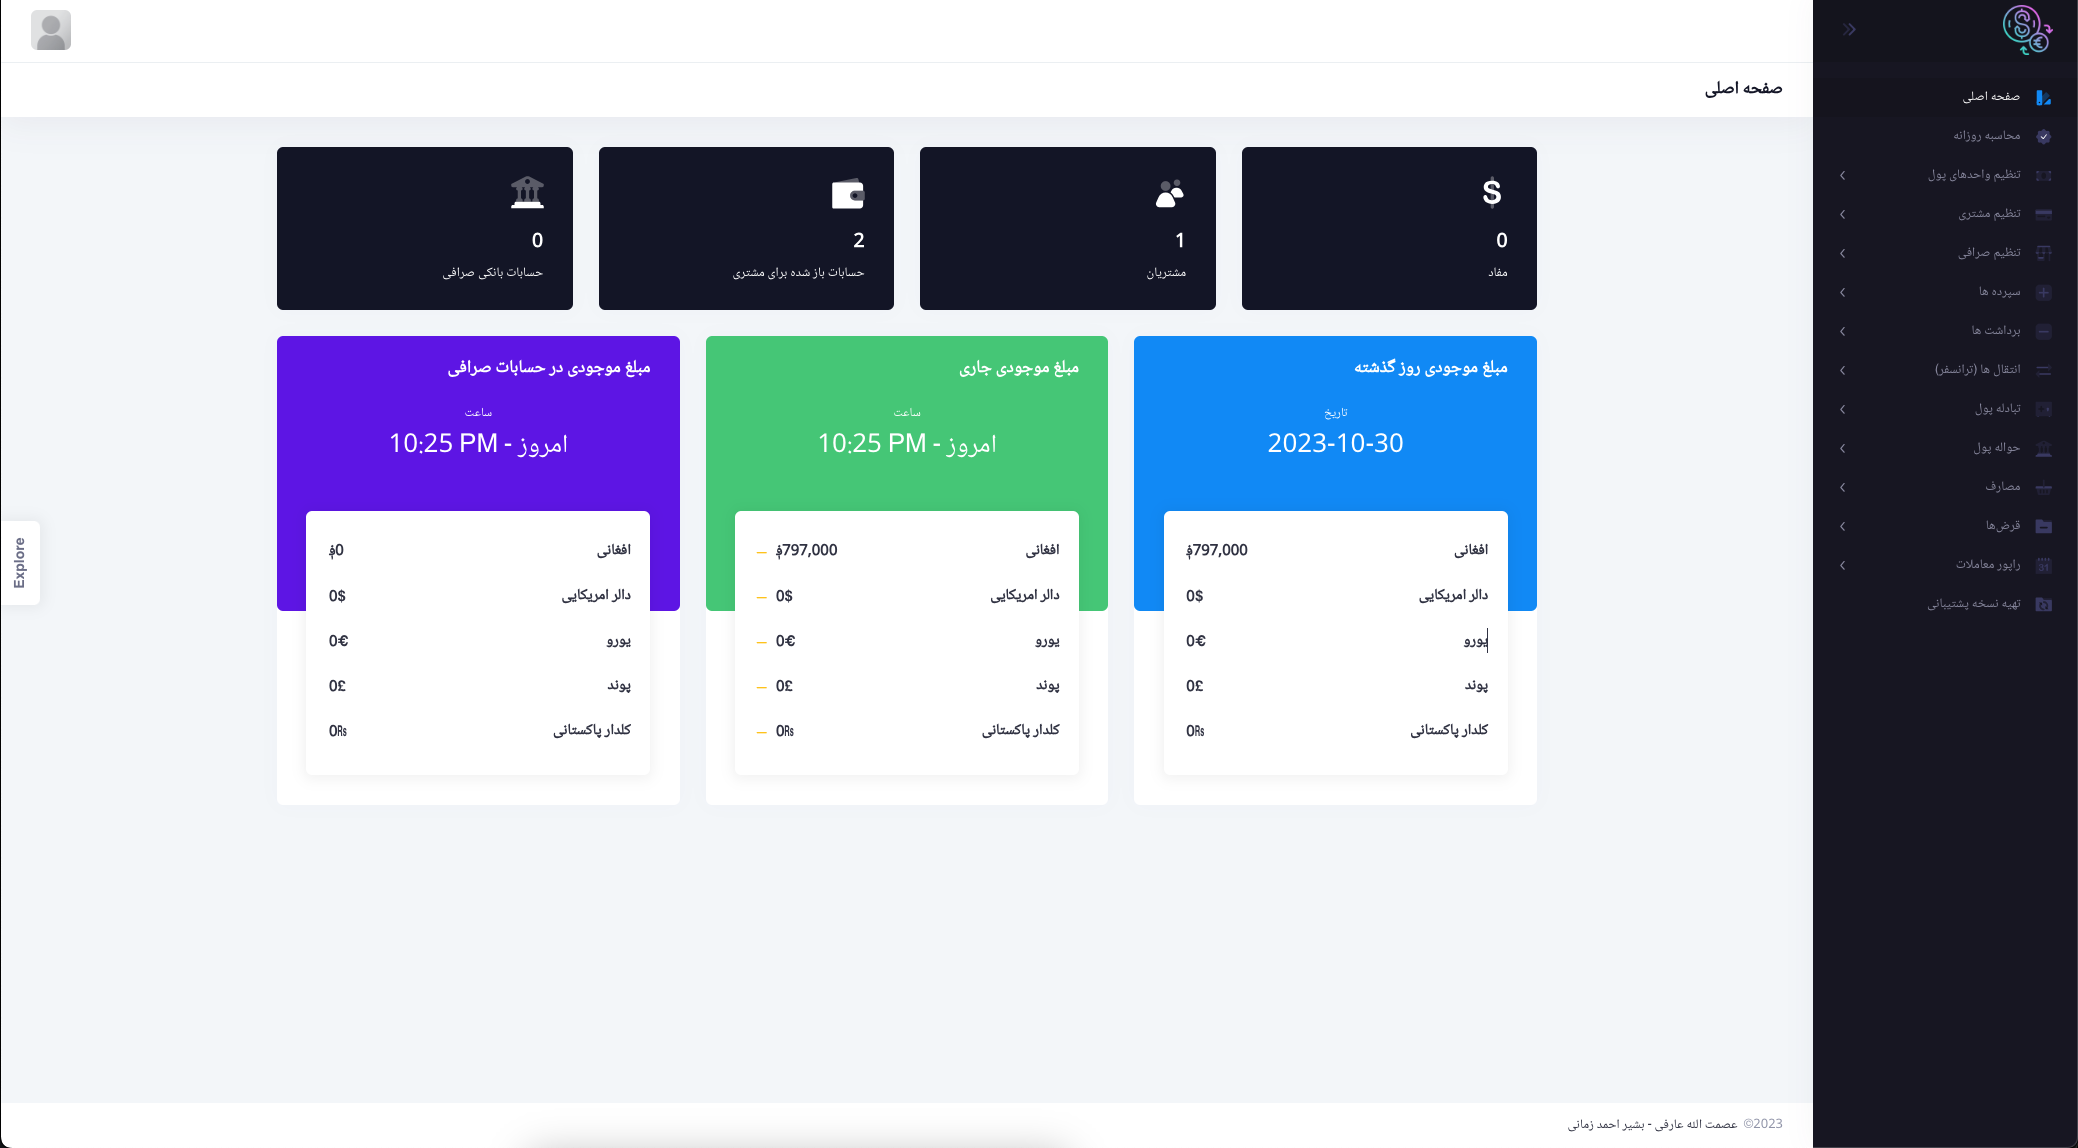 صفحه اصلی
محاسبه روزانه
تنظیم واحدهای پول
تنظیم مشتری
تنظیم صرافی
سپرده ها
برداشت ها
انتقال ها (ترانسفر)
تبادله پول
حواله پول
مصارف
قرض‌ها
راپور معاملات
تهیه نسخه پشتیبانی
صفحه اصلی
0
مفاد
1
مشتریان
2
حسابات باز شده برای مشتری
0
حسابات بانکی صرافی
مبلغ موجودی روز گذشته
تاریخ
2023-10-30
افغانی ؋797,000
دالر امریکایی 0$
یورو 0€
پوند 0£
کلدار پاکستانی 0₨
مبلغ موجودی جاری
ساعت
امروز - 10:25 PM
افغانی ؋797,000 —
دالر امریکایی 0$ —
یورو 0€ —
پوند 0£ —
کلدار پاکستانی 0₨ —
مبلغ موجودی در حسابات صرافی
ساعت
امروز - 10:25 PM
افغانی ؋0
دالر امریکایی 0$
یورو 0€
پوند 0£
کلدار پاکستانی 0₨
Explore
2023© عصمت الله عارفی - بشیر احمد زمانی